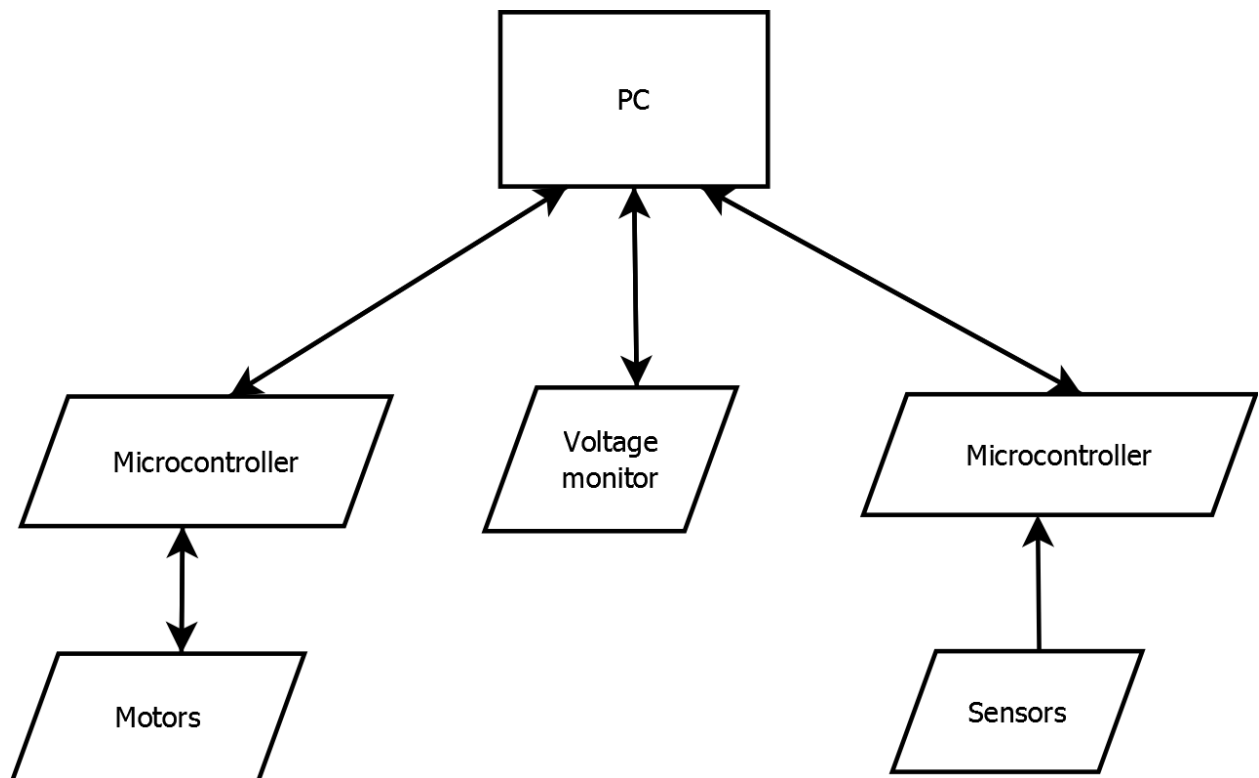 PC
Microcontroller
Voltage
monitor
Microcontroller
Motors
Sensors